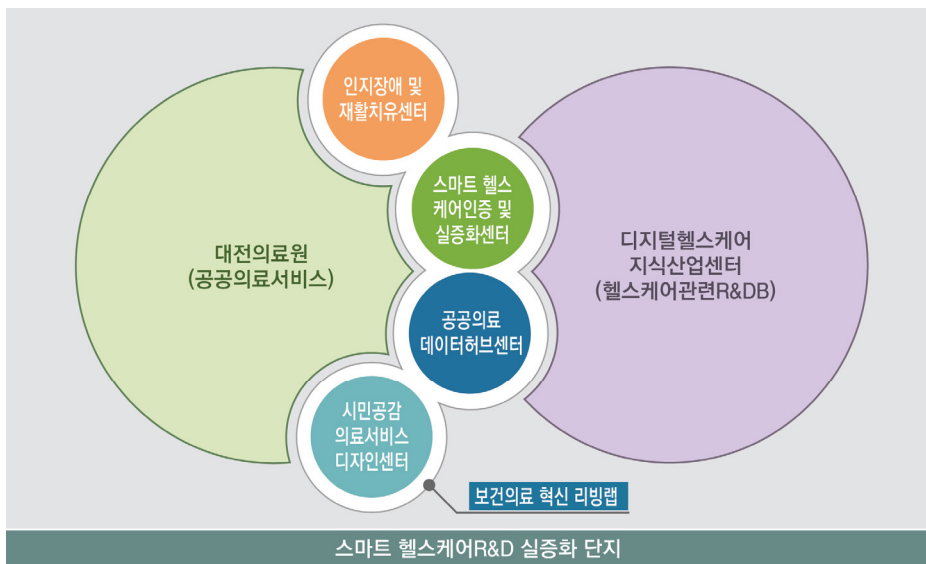 인지장애 및
재활치유센터
스마트 헬스
케어인증 및
실증화센터
대전의료원
(공공의료서비스)
디지털헬스케어
지식산업센터
(헬스케어관련R&DB)
공공의료
데이터허브센터
시민공감
의료서비스
디자인센터
보건의료 혁신 리빙랩
스마트 헬스케어R&D 실증화 단지